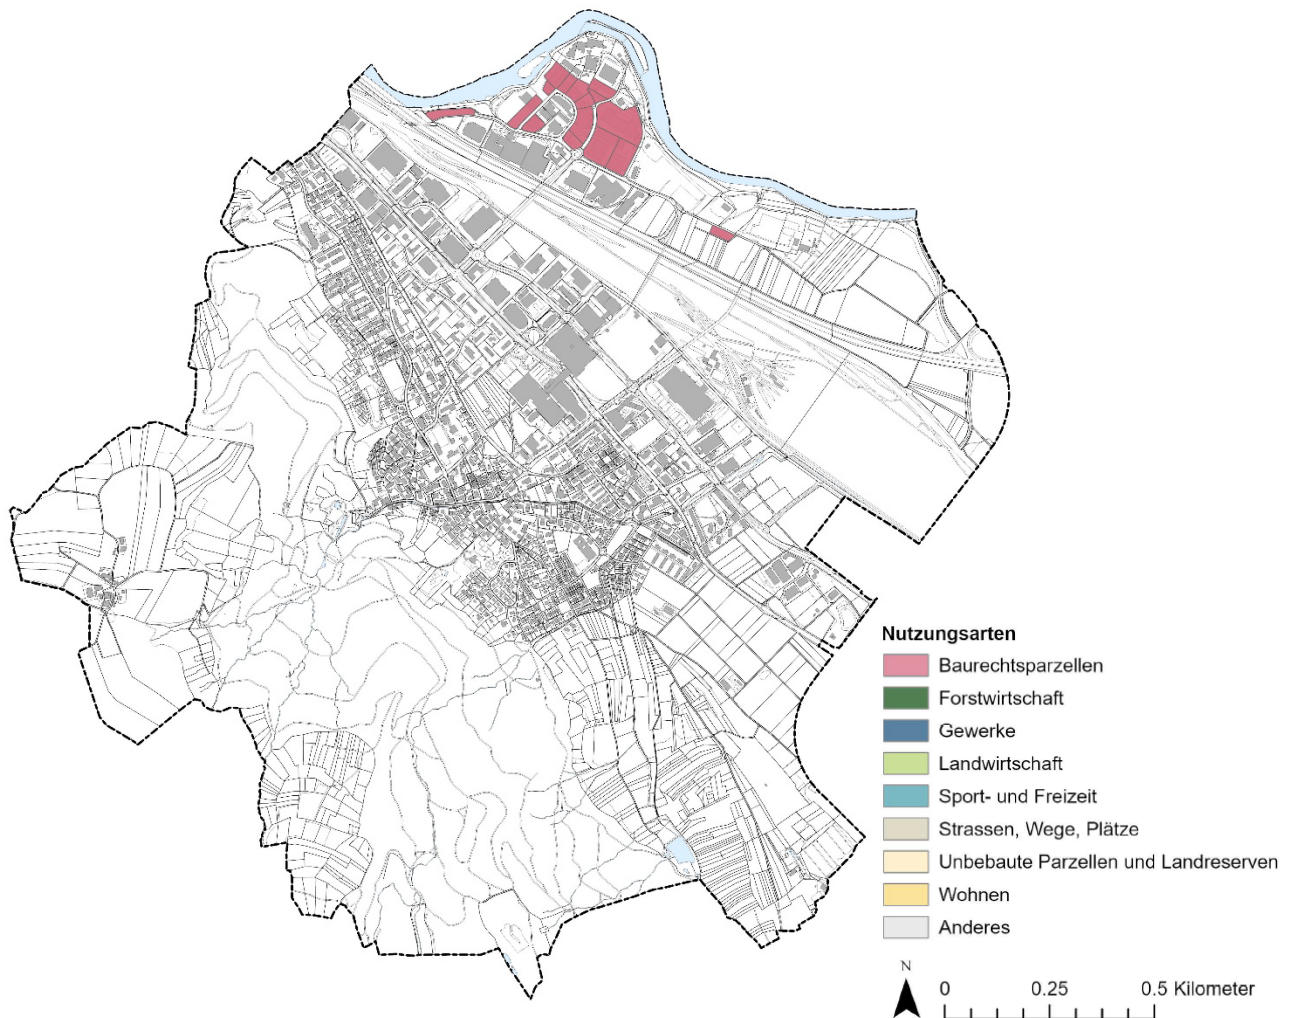 Nutzungsarten
Baurechtsparzellen
Forstwirtschaft
Gewerke
Landwirtschaft
Sport- und Freizeit
Strassen, Wege, Plätze
Unbebaute Parzellen und Landreserven
Wohnen
Anderes
N
0 0.25 0.5 Kilometer